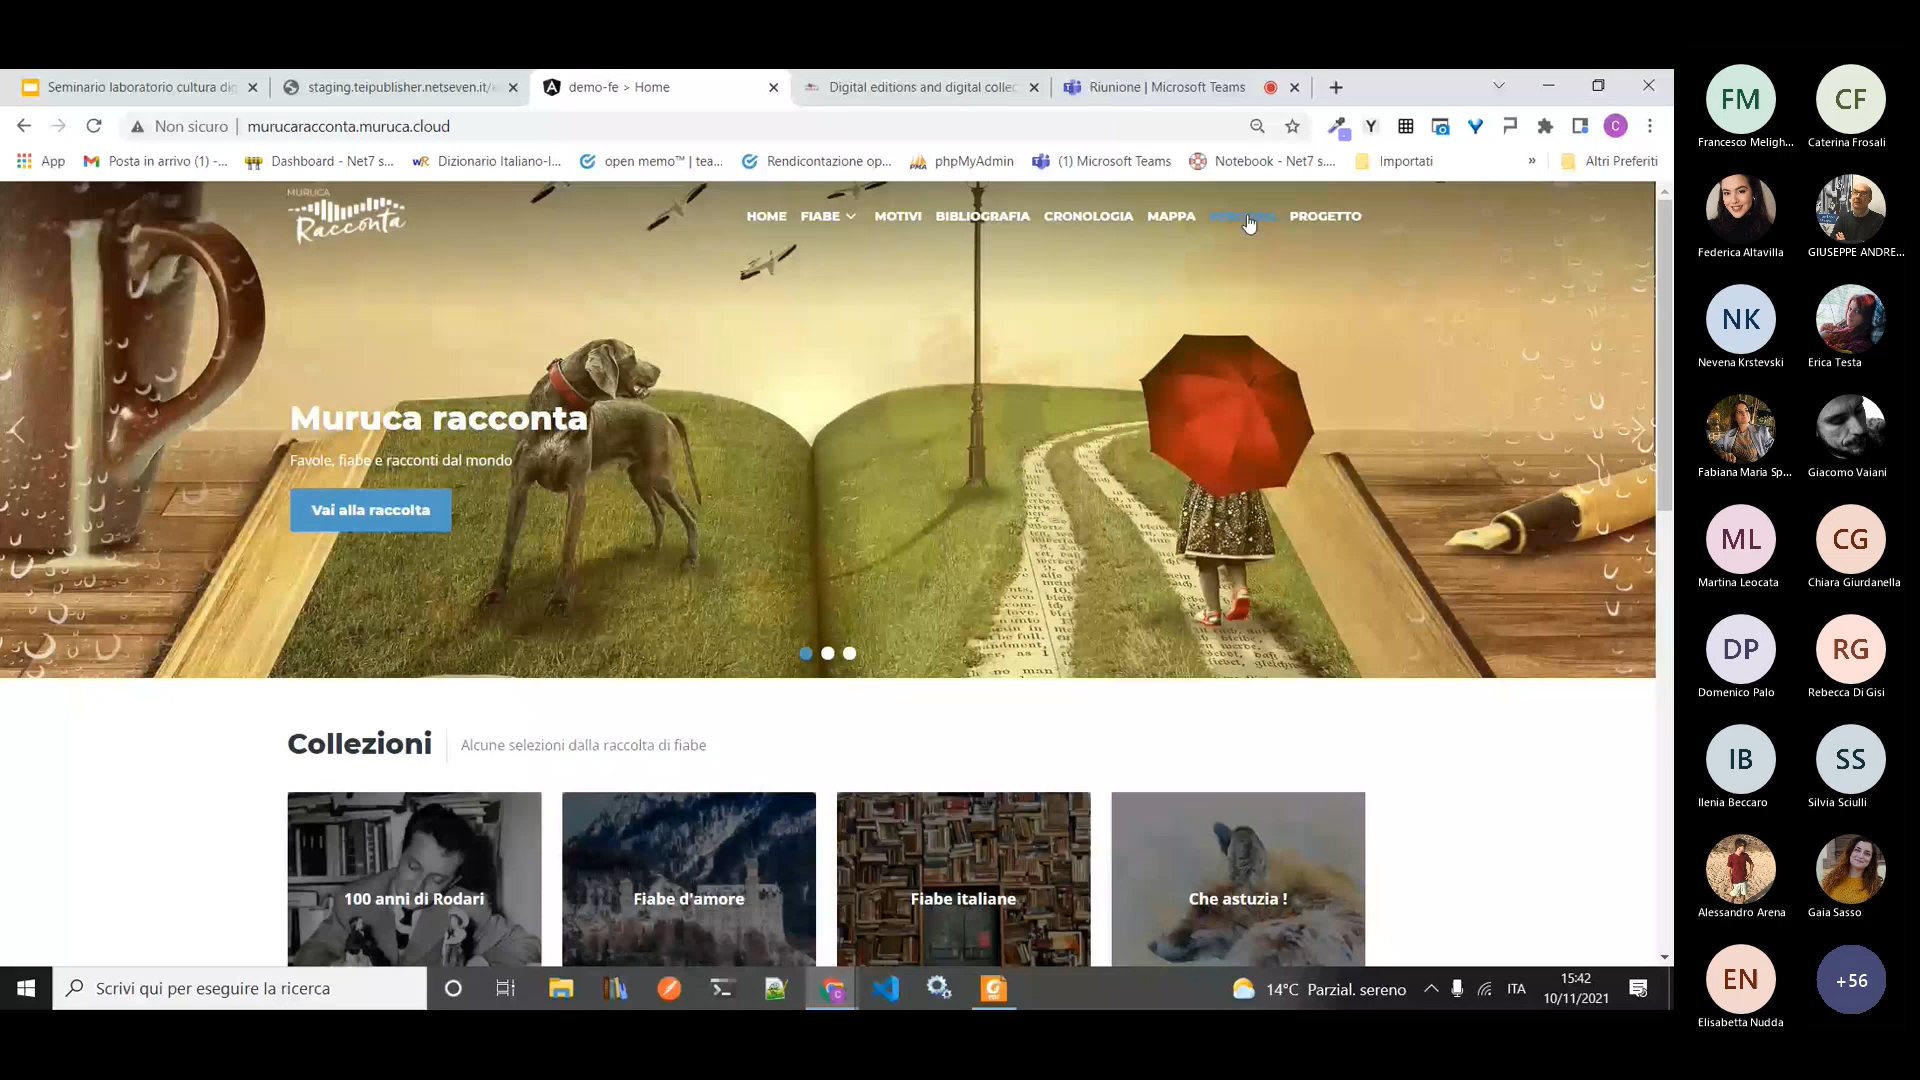 Seminario laboratorio cultura dig
staging.teipublisher.netseven.it/e
demo-fe > Home
Digital editions and digital collec
Riunione | Microsoft Teams
Non sicuro | murucaracconta.muruca.cloud
App
Posta in arrivo (1) -...
Dashboard - Net7 s...
Dizionario Italiano-I...
open memo™ | tea...
Rendicontazione op...
phpMyAdmin
(1) Microsoft Teams
Notebook - Net7 s....
Importati
»
Altri Preferiti
MURUCA
Racconta
HOME
FIABE
MOTIVI
BIBLIOGRAFIA
CRONOLOGIA
MAPPA
PROGETTO
Muruca racconta
Favole, fiabe e racconti dal mondo
Vai alla raccolta
Collezioni
Alcune selezioni dalla raccolta di fiabe
100 anni di Rodari
Fiabe d'amore
Fiabe italiane
Che astuzia !
Scrivi qui per eseguire la ricerca
14°C Parzial. sereno
ITA
15:42
10/11/2021
FM
Francesco Meligh...
CF
Caterina Frosali
Federica Altavilla
GIUSEPPE ANDRE...
NK
Nevena Krstevski
Erica Testa
Fabiana Maria Sp...
Giacomo Vaiani
ML
Martina Leocata
CG
Chiara Giurdanella
DP
Domenico Palo
RG
Rebecca Di Gisi
IB
Ilenia Beccaro
SS
Silvia Sciulli
Alessandro Arena
Gaia Sasso
EN
Elisabetta Nudda
+56